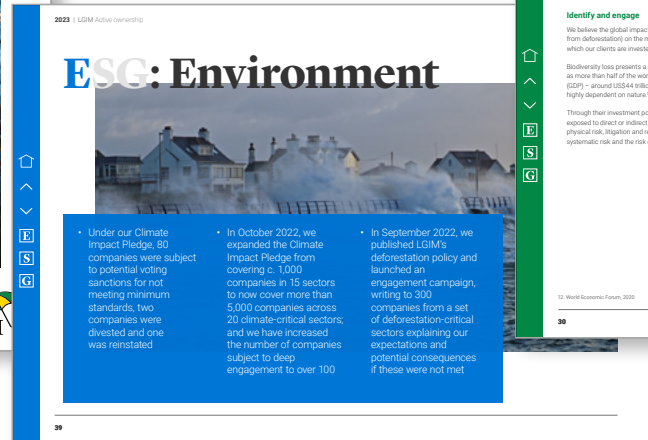 2023 | LGIM Active ownership
ESG: Environment
E
S
G
• Under our Climate
Impact Pledge, 80
companies were subject
to potential voting
sanctions for not
meeting minimum
standards, two
companies were
divested and one
was reinstated
• In October 2022, we
expanded the Climate
Impact Pledge from
covering c. 1,000
companies in 15 sectors
to now cover more than
5,000 companies across
20 climate-critical sectors;
and we have increased
the number of companies
subject to deep
engagement to over 100
• In September 2022, we
published LGIM's
deforestation policy and
launched an
engagement campaign,
writing to 300
companies from a set
of deforestation-critical
sectors explaining our
expectations and
potential consequences
if these were not met
39
E
S
G
Identify and engage
We believe the global impact
from deforestation) on the
which our clients are
Biodiversity loss presents a
as more than half of the
(GDP) – around US$44
highly dependent on nature.
Through their investment
exposed to direct or indirect
physical risk, litigation and
systematic risk and the risk
12. World Economic Forum, 2020
30